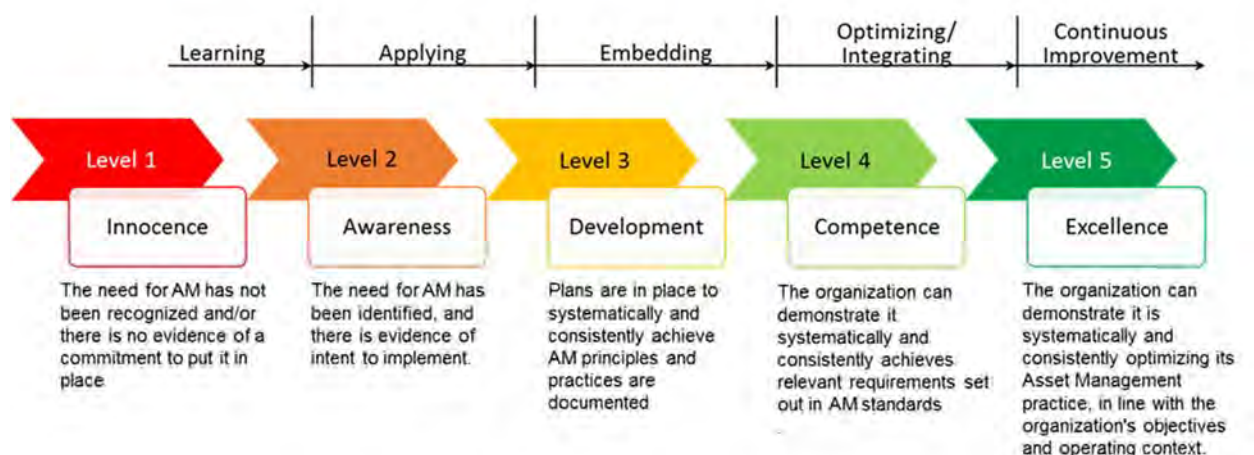 Learning
Applying
Embedding
Optimizing/
Integrating
Continuous
Improvement
Level 1
Level 2
Level 3
Level 4
Level 5
Innocence
Awareness
Development
Competence
Excellence
The need for AM has not
been recognized and/or
there is no evidence of a
commitment to put it in
place
The need for AM has
been identified, and
there is evidence of
intent to implement.
Plans are in place to
systematically and
consistently achieve
AM principles and
practices are
documented
The organization can
demonstrate it
systematically and
consistently achieves
relevant requirements set
out in AM standards
The organization can
demonstrate it is
systematically and
consistently optimizing its
Asset Management
practice, in line with the
organization's objectives
and operating context.